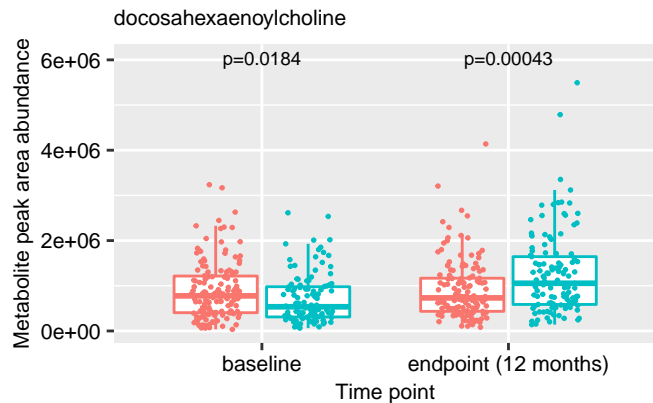 docosahexaenoylcholine
Metabolite peak area abundance
6e+06
4e+06
2e+06
0e+00
p=0.0184
p=0.00043
baseline
endpoint (12 months)
Time point